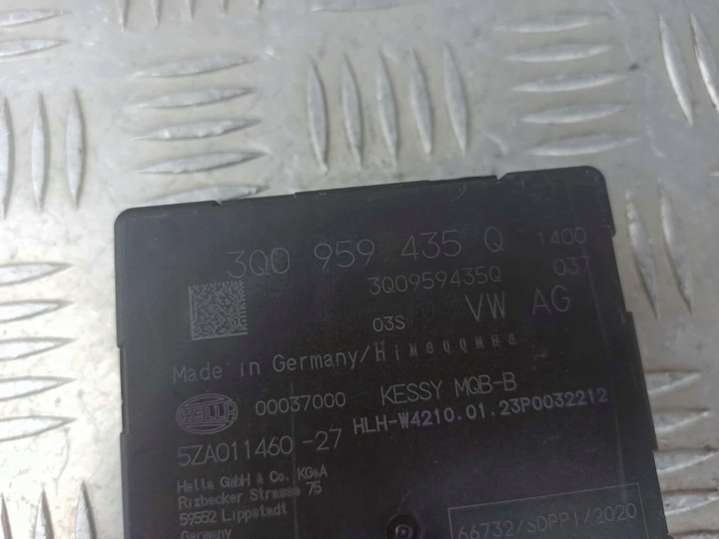 3Q0 959 435 Q 1400
3Q0959435Q 037
03S VW AG
Made in Germany/
HELLA 00037000 KESSY MQB-B
5ZA011460-27 HLH-W4210.01.23P0032212
Hella GmbH & Co. KGaA
Rixbecker Strasse 75
59552 Lippstadt
Germany
66732/SDPPI/2020